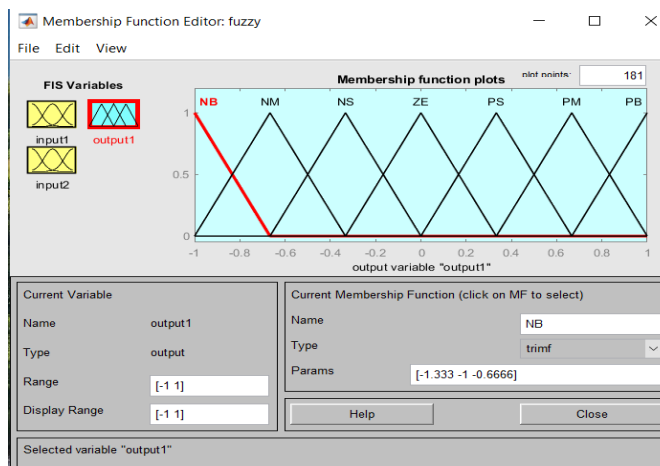 Membership Function Editor: fuzzy
File Edit View
FIS Variables
Membership function plots
plot points:
181
input1
output1
input2
NB NM NS ZE PS PM PB
1
0.5
0
-1 -0.8 -0.6 -0.4 -0.2 0 0.2 0.4 0.6 0.8 1
output variable "output1"
Current Variable
Name output1
Type output
Range [-1 1]
Display Range [-1 1]
Current Membership Function (click on MF to select)
Name NB
Type trimf
Params [-1.333 -1 -0.6666]
Help Close
Selected variable "output1"